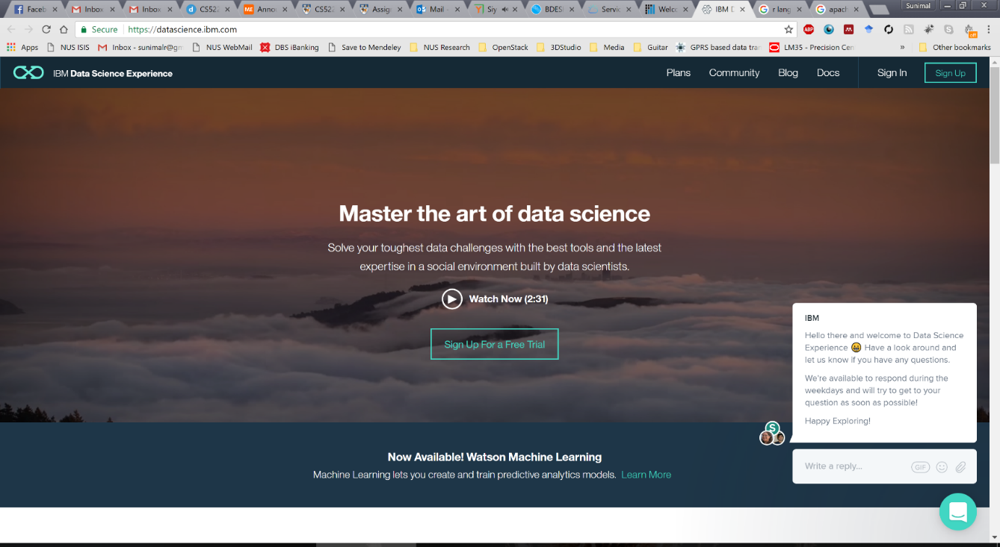 Faceb
Inbox
Inbox
CS522
Anno
CS522
Assign
Mail -
Siy
BDES
Servic
Welco
IBM D
r lang
apach
Sunimal
Secure
https://datascience.ibm.com
ABP
off
Apps
NUS ISIS
Inbox - sunimalr@gm
NUS WebMail
DBS iBanking
Save to Mendeley
NUS Research
OpenStack
3DStudio
Media
Guitar
GPRS based data tran
LM35 - Precision Cen
»
Other bookmarks
IBM Data Science Experience
Plans
Community
Blog
Docs
Sign In
Sign Up
Master the art of data science
Solve your toughest data challenges with the best tools and the latest
expertise in a social environment built by data scientists.
Watch Now (2:31)
Sign Up For a Free Trial
IBM
Hello there and welcome to Data Science
Experience 😀 Have a look around and
let us know if you have any questions.
We're available to respond during the
weekdays and will try to get to your
question as soon as possible!
Happy Exploring!
S
Write a reply...
GIF
Now Available! Watson Machine Learning
Machine Learning lets you create and train predictive analytics models. Learn More